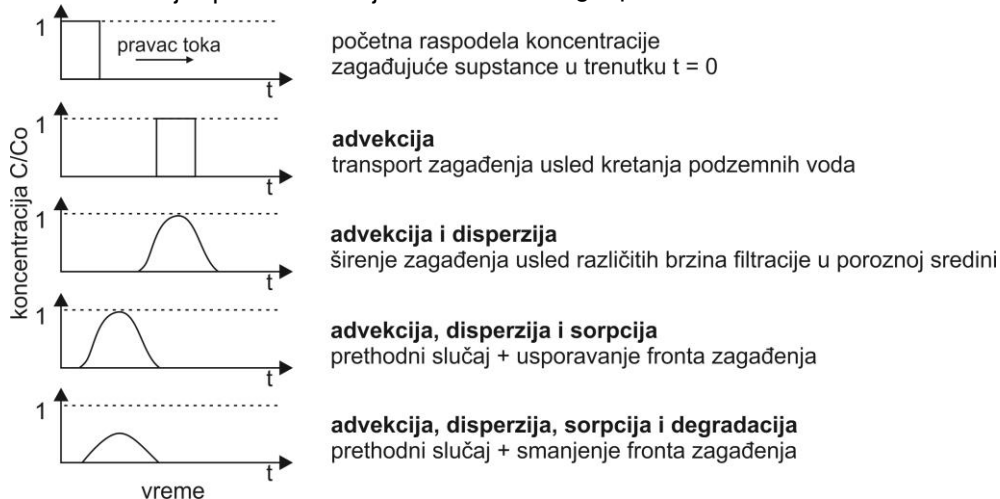 1
pravac toka
t
početna raspodela koncentracije
zagađujuće supstance u trenutku t = 0
koncentracija C/Co
1
t
advekcija
transport zagađenja usled kretanja podzemnih voda
1
t
advekcija i disperzija
širenje zagađenja usled različitih brzina filtracije u poroznoj sredini
1
t
advekcija, disperzija i sorpcija
prethodni slučaj + usporavanje fronta zagađenja
1
t
advekcija, disperzija, sorpcija i degradacija
prethodni slučaj + smanjenje fronta zagađenja
vreme